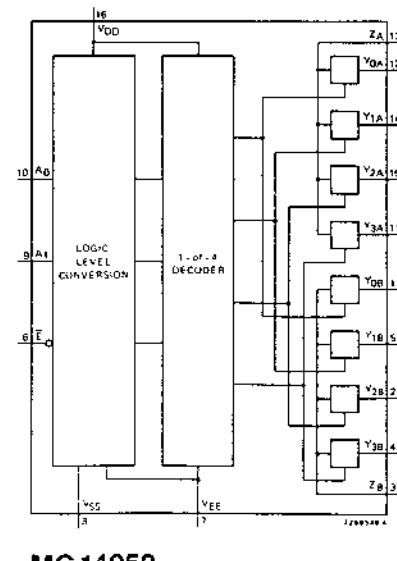 16
VDD
ZA 13
Y0A 12
Y1A 14
Y2A 15
Y3A 11
Y0B 1
Y1B 5
Y2B 2
Y3B 4
ZB 3
10 A0
9 A1
6 E
LOGIC
LEVEL
CONVERSION
1-of-4
DECODER
VSS
8
VEE
7